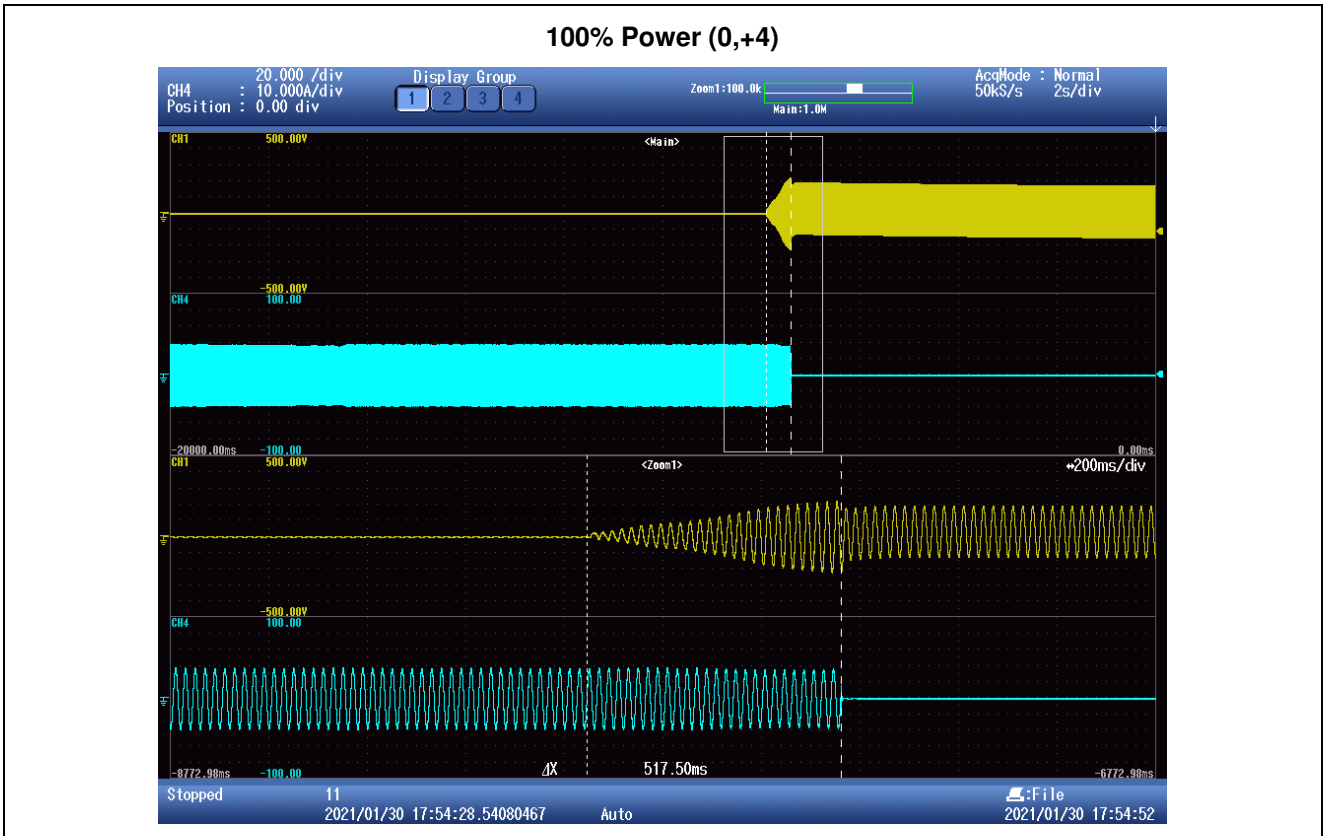 100% Power (0,+4)
20.000 /div
CH4 : 10.000A/div
Position : 0.00 div
Display Group
1 2 3 4
Zoom1:100.0k
Main:1.0M
AcqMode : Normal
50kS/s 2s/div
CH1 500.00V <Main>
-500.00V
CH4 100.00
-20000.00ms -100.00 0.00ms
CH1 500.00V <Zoom1> ↔200ms/div
-500.00V
CH4 100.00
ΔX 517.50ms
-8772.98ms -100.00 -6772.98ms
Stopped 11 :File
2021/01/30 17:54:28.54080467 Auto 2021/01/30 17:54:52